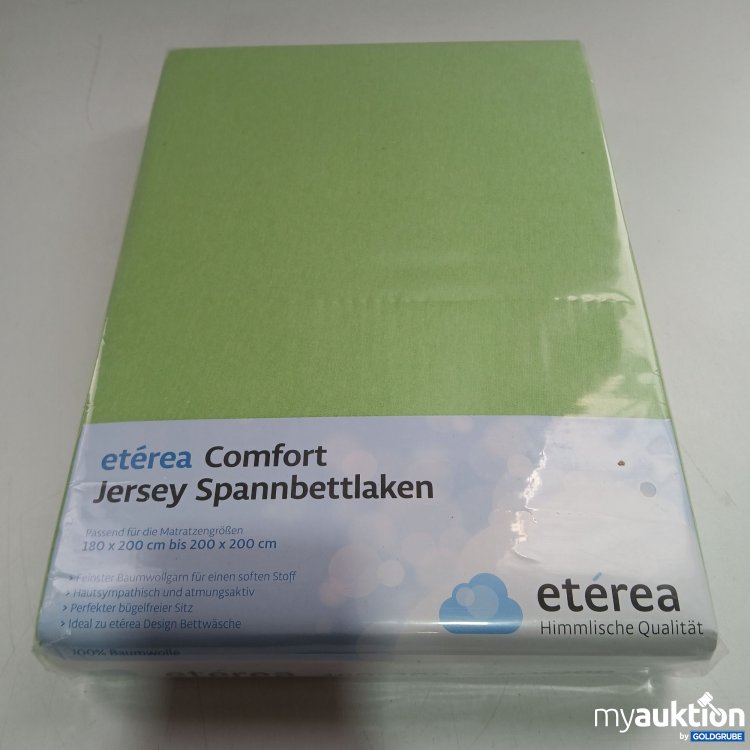 etérea Comfort
Jersey Spannbettlaken
Passend für die Matratzengrößen
180 x 200 cm bis 200 x 200 cm
› Feinster Baumwollgarn für einen soften Stoff
› Hautsympathisch und atmungsaktiv
› Perfekter bügelfreier Sitz
› Ideal zu etérea Design Bettwäsche
100% Baumwolle
etérea
Himmlische Qualität
etérea
myauktion
by GOLDGRUBE